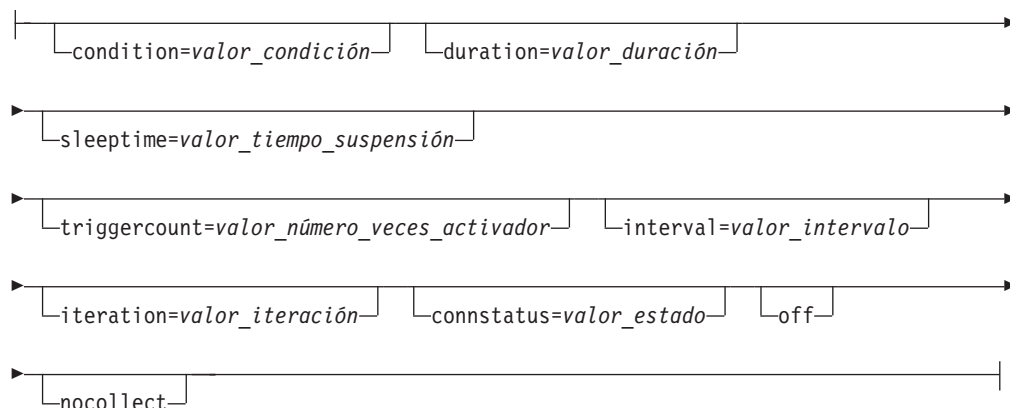 condition=valor_condición duration=valor_duración
sleeptime=valor_tiempo_suspensión
triggercount=valor_número_veces_activador interval=valor_intervalo
iteration=valor_iteración connstatus=valor_estado off
nocollect